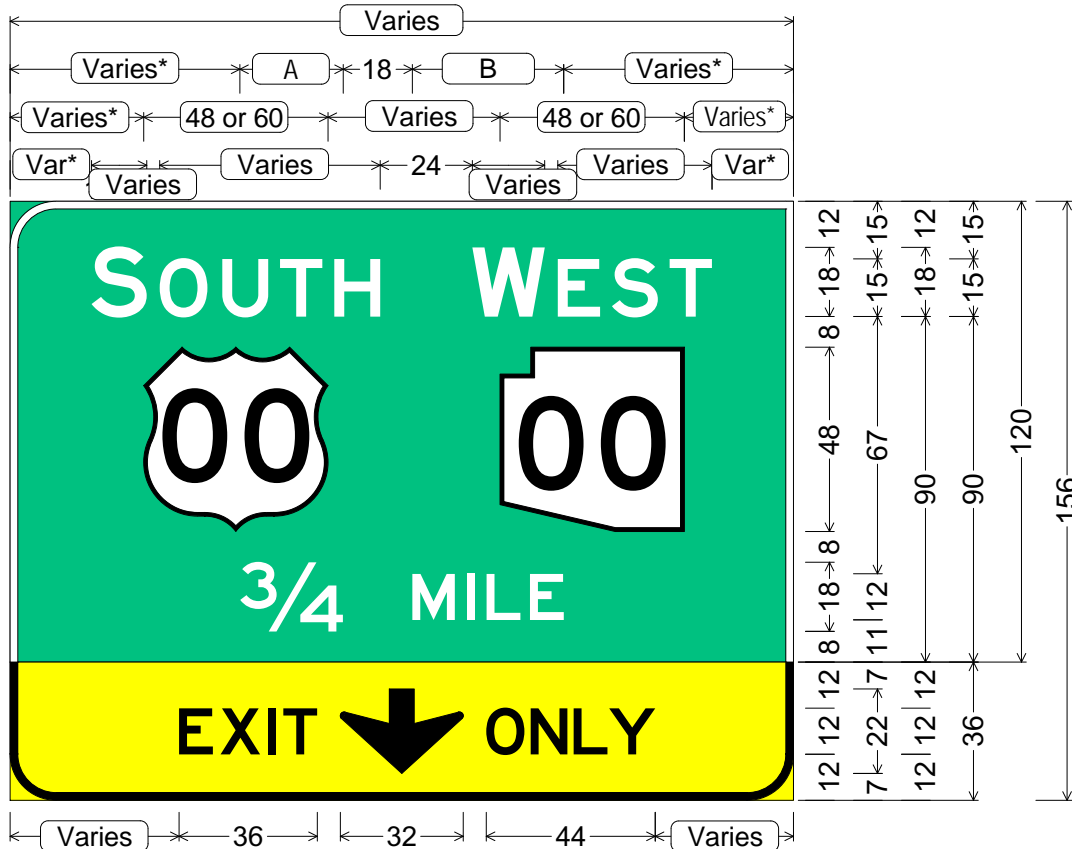 Varies
Varies* A 18 B Varies*
Varies* 48 or 60 Varies 48 or 60 Varies*
Var* Varies Varies 24 Varies Varies Var*
SOUTH WEST
00 00
3/4 MILE
EXIT ONLY
12 18 8 48 8 18 8 12 12 12
15 15 67 12 11 7 22 7
12 18 90 12 12 12
15 15 90 36
120
156
Varies 36 32 44 Varies